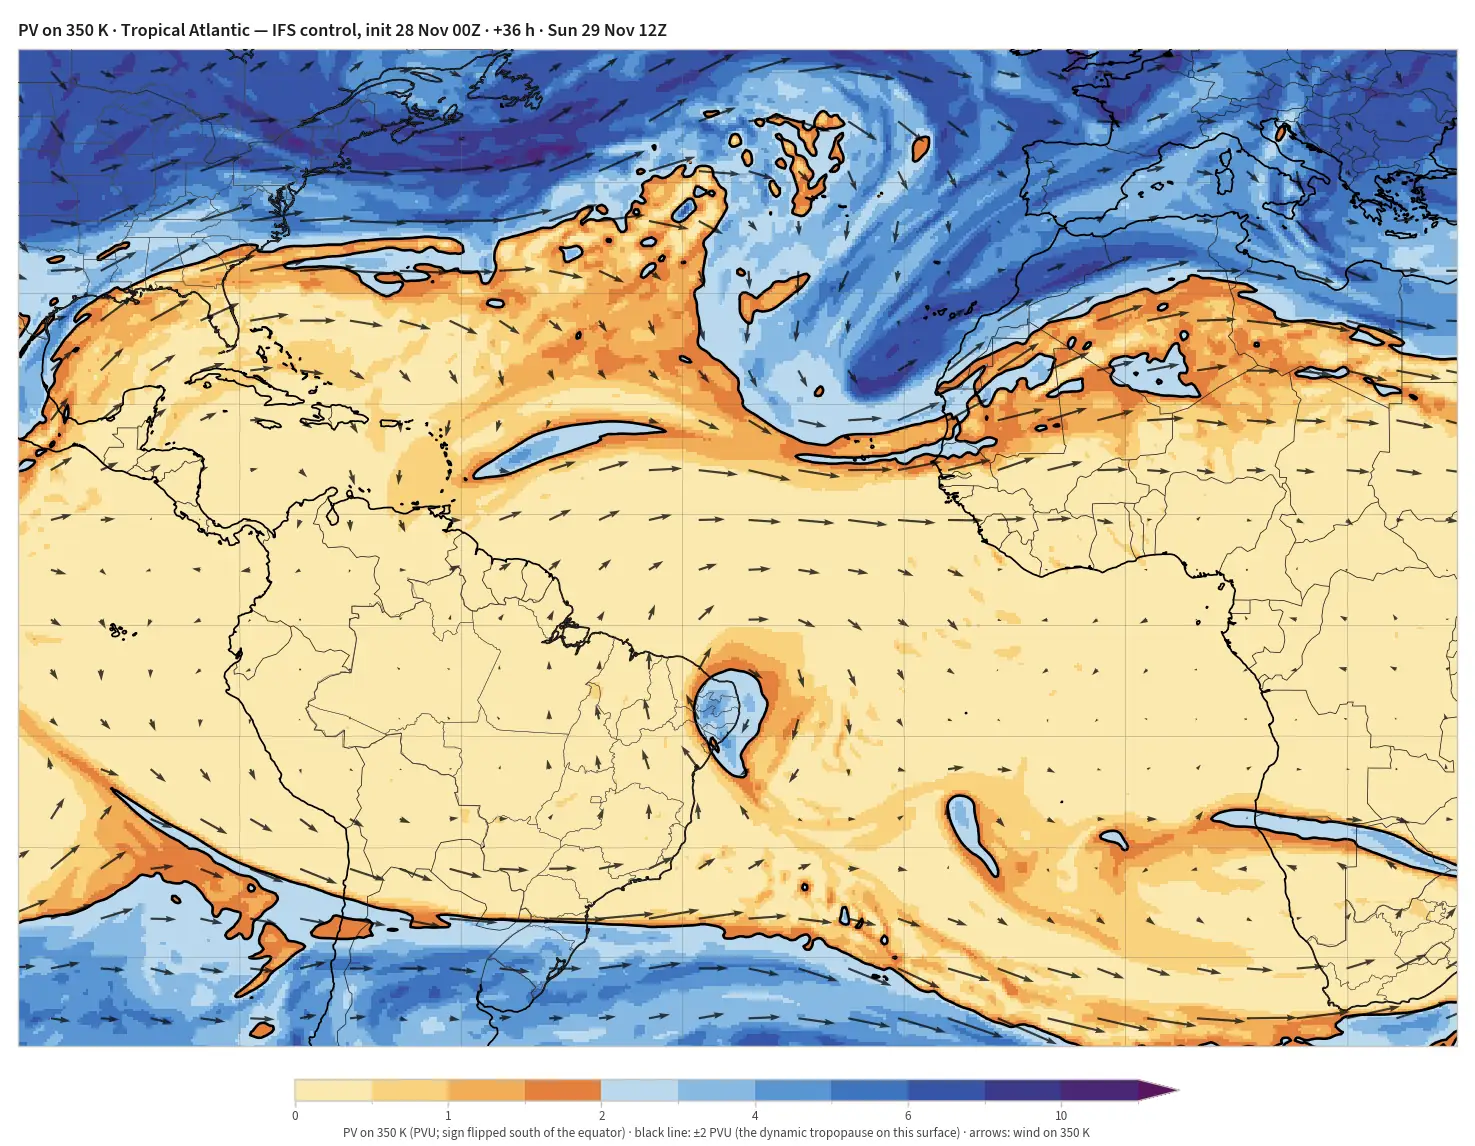 PV on 350 K · Tropical Atlantic — IFS control, init 28 Nov 00Z · +36 h · Sun 29 Nov 12Z
0 1 2 4 6 8 10
PV on 350 K (PVU; sign flipped south of the equator) · black line: ±2 PVU (the dynamic tropopause on this surface) · arrows: wind on 350 K